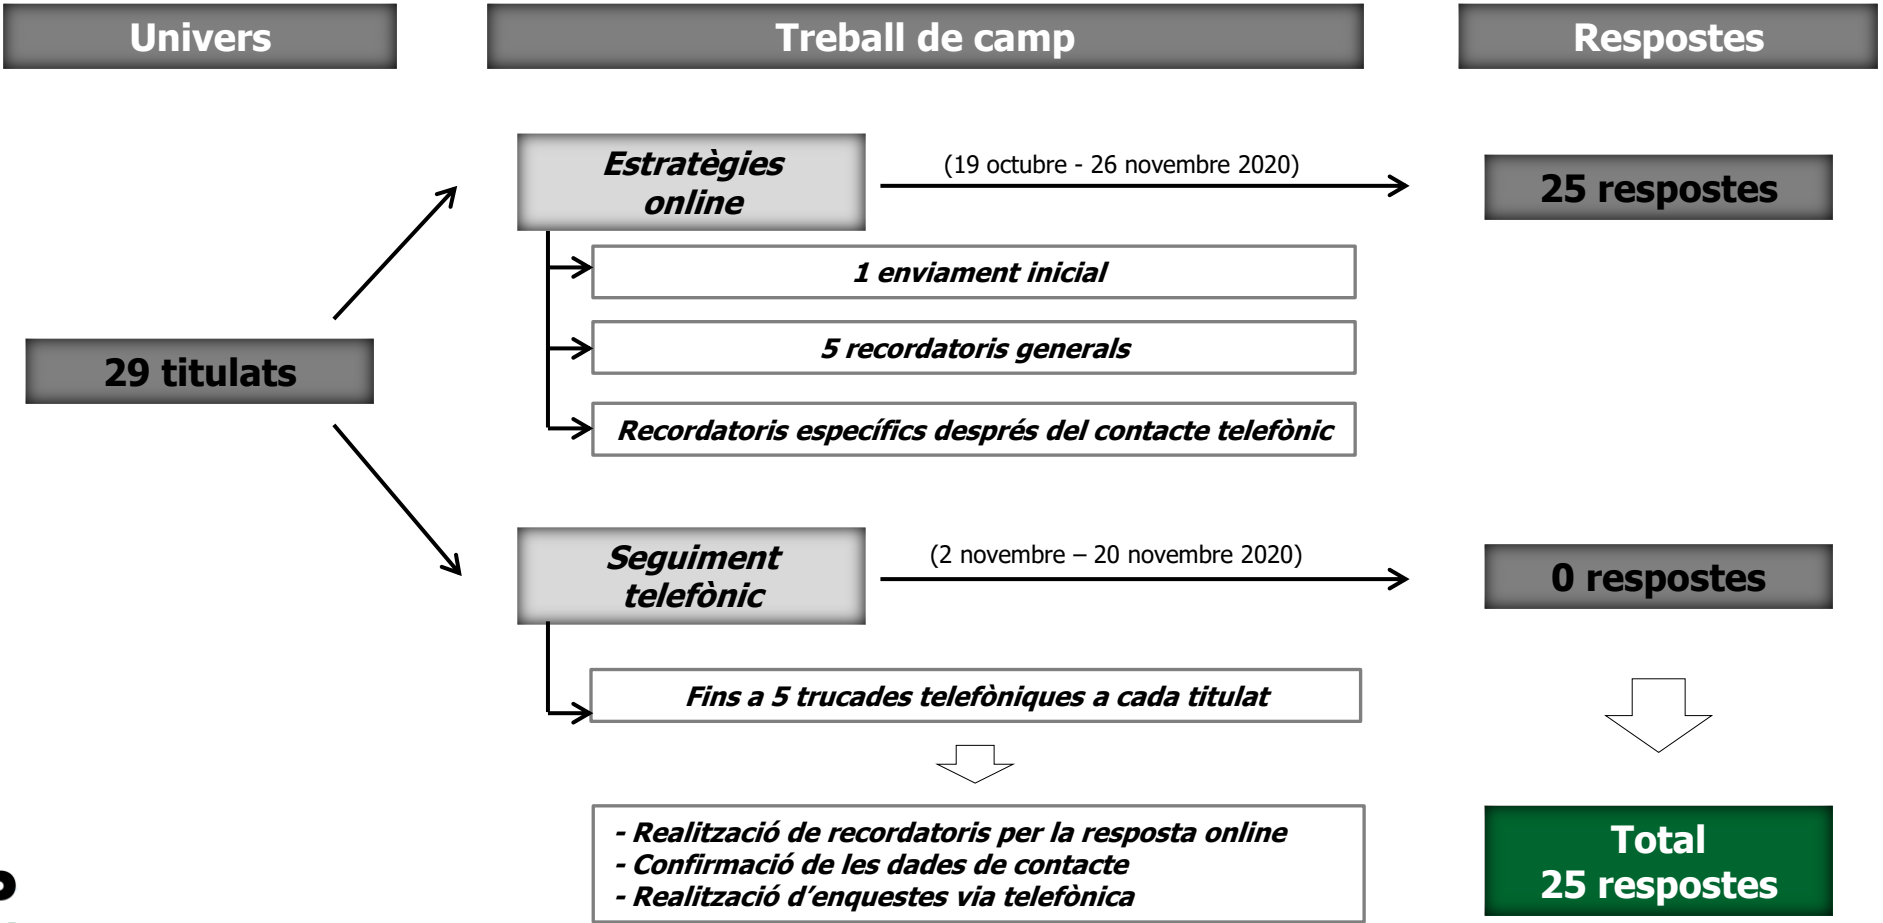 Univers
Treball de camp
Respostes
Estratègies
online
(19 octubre - 26 novembre 2020)
25 respostes
1 enviament inicial
5 recordatoris generals
29 titulats
Recordatoris específics després del contacte telefònic
Seguiment
telefònic
(2 novembre – 20 novembre 2020)
0 respostes
Fins a 5 trucades telefòniques a cada titulat
- Realització de recordatoris per la resposta online
- Confirmació de les dades de contacte
- Realització d'enquestes via telefònica
Total
25 respostes